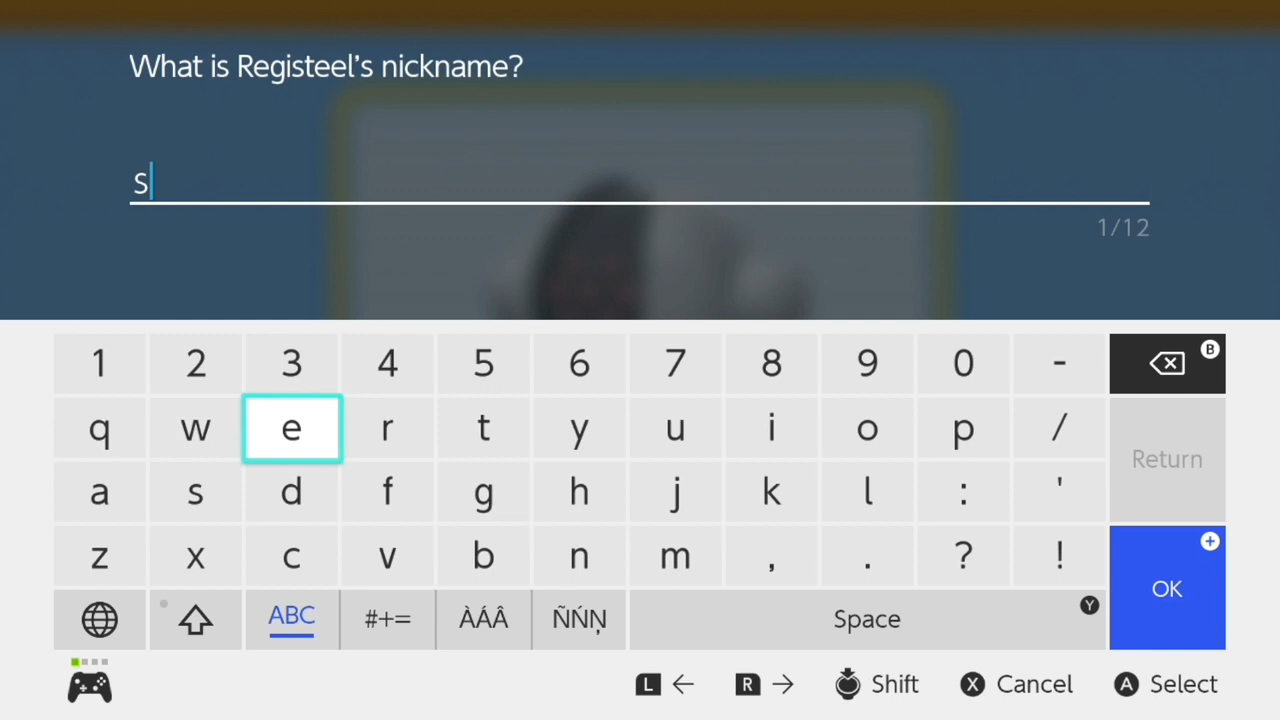 What is Registeel's nickname?
S
1/12
1 2 3 4 5 6 7 8 9 0 - B
q w e r t y u i o p / Return
a s d f g h j k l : '
z x c v b n m , . ? ! + OK
ABC #+= ÀÁÂ ÑŃŅ Space Y
L ← R → Shift X Cancel A Select